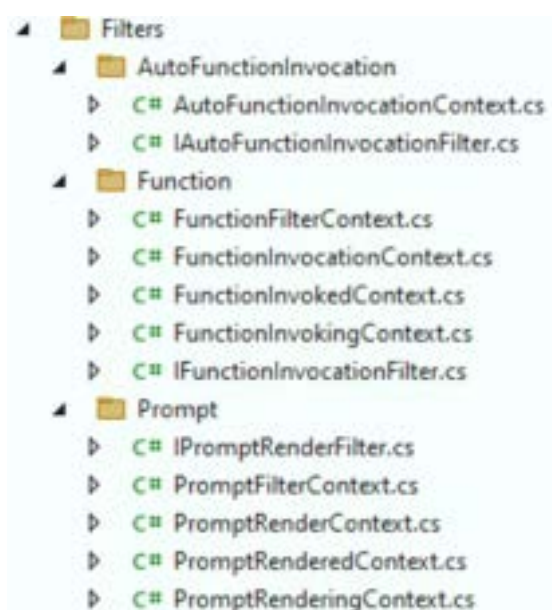 Filters
AutoFunctionInvocation
C# AutoFunctionInvocationContext.cs
C# IAutoFunctionInvocationFilter.cs
Function
C# FunctionFilterContext.cs
C# FunctionInvocationContext.cs
C# FunctionInvokedContext.cs
C# FunctionInvokingContext.cs
C# IFunctionInvocationFilter.cs
Prompt
C# IPromptRenderFilter.cs
C# PromptFilterContext.cs
C# PromptRenderContext.cs
C# PromptRenderedContext.cs
C# PromptRenderingContext.cs